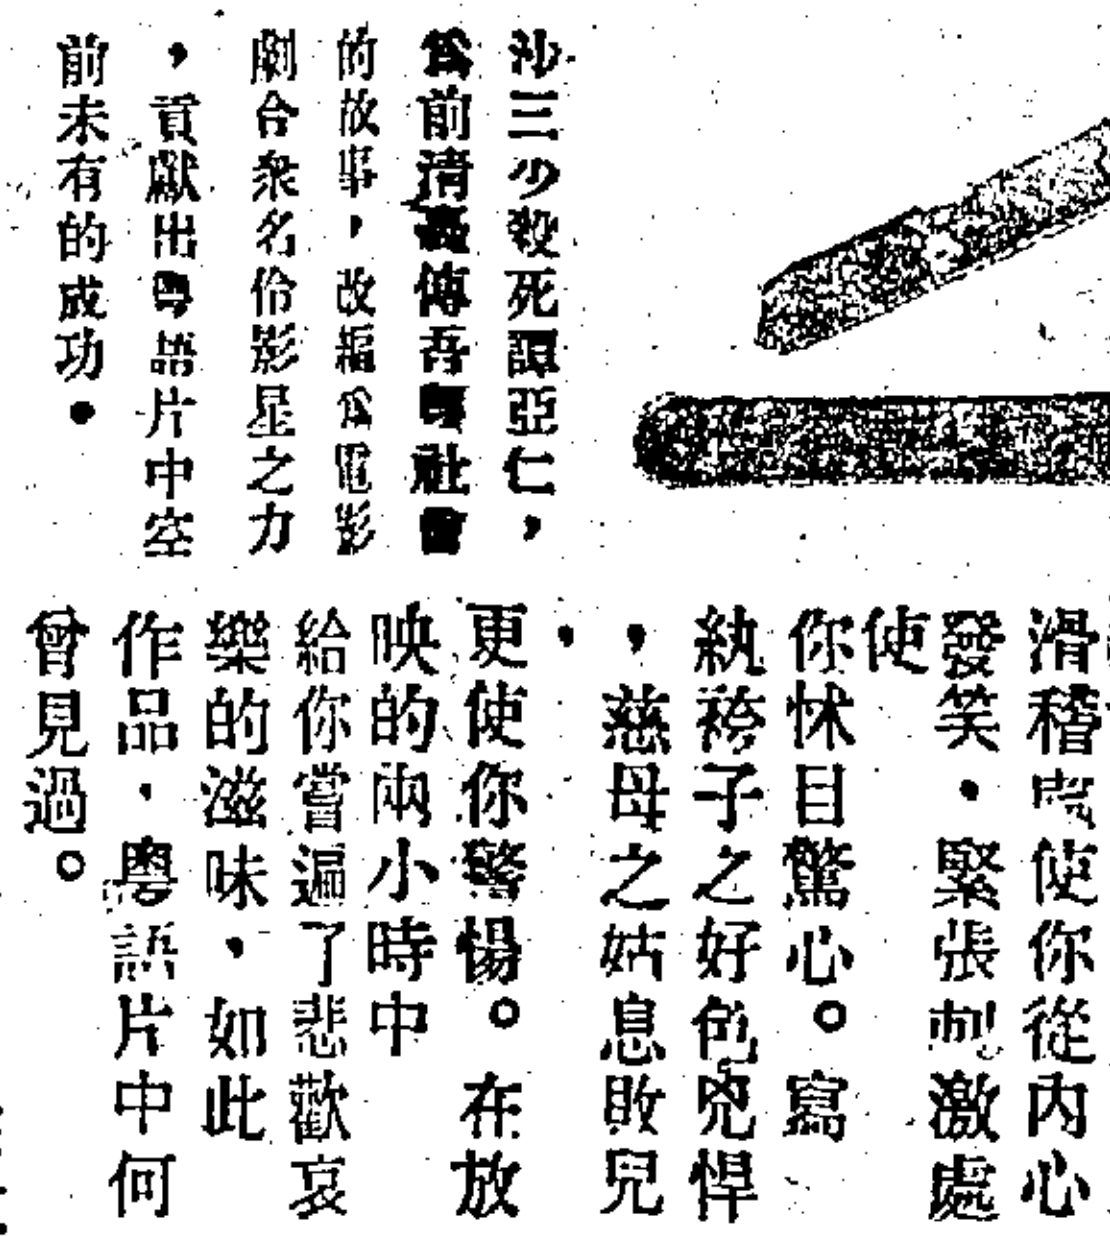 沙三少殺死譚亞仁，
爲前清轟傳吾粵社會
的故事，改編爲電影
劇合衆名伶影星之力
，貢獻出粵語片中空
前未有的成功．
滑稽處使你從內心
發笑．緊張刺激處
使
你怵目驚心。寫
紈袴子之好色兇悍
，慈母之姑息敗兒
，
更使你警惕。在放
映的兩小時中
給你嘗遍了悲歡哀
樂的滋味，如此
作品．粵語片中何
曾見過。